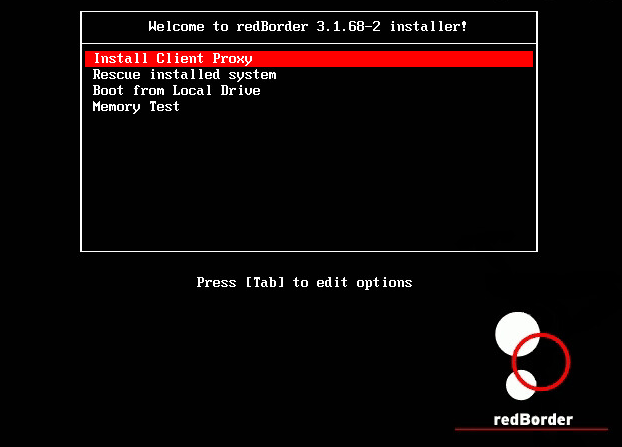 Welcome to redBorder 3.1.68-2 installer!
Install Client Proxy
Rescue installed system
Boot from Local Drive
Memory Test
Press [Tab] to edit options
redBorder